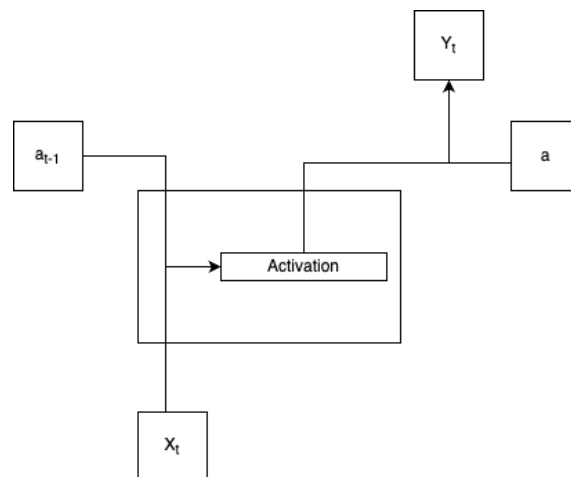 Yₜ
aₜ₋₁
a
Activation
Xₜ